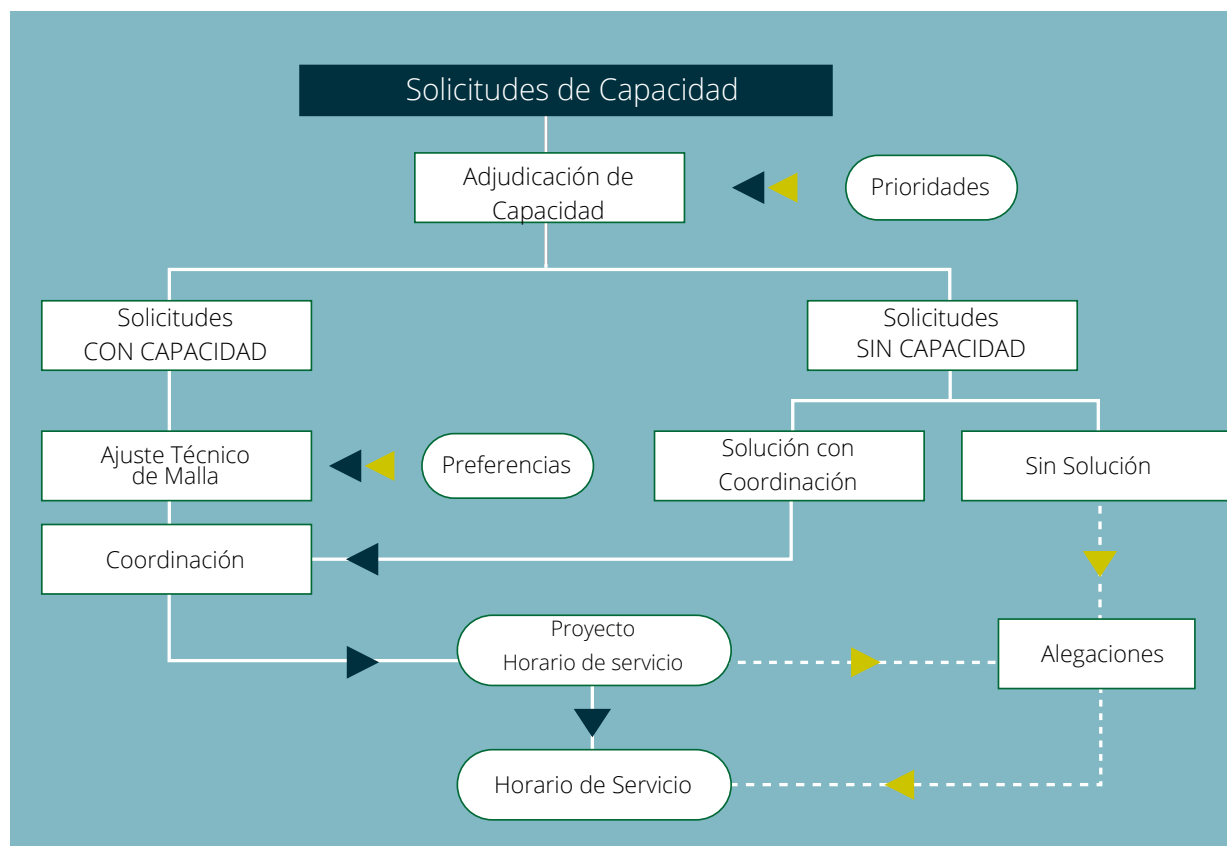 Solicitudes de Capacidad
Adjudicación de
Capacidad
Prioridades
Solicitudes
CON CAPACIDAD
Solicitudes
SIN CAPACIDAD
Ajuste Técnico
de Malla
Preferencias
Solución con
Coordinación
Sin Solución
Coordinación
Proyecto
Horario de servicio
Alegaciones
Horario de Servicio